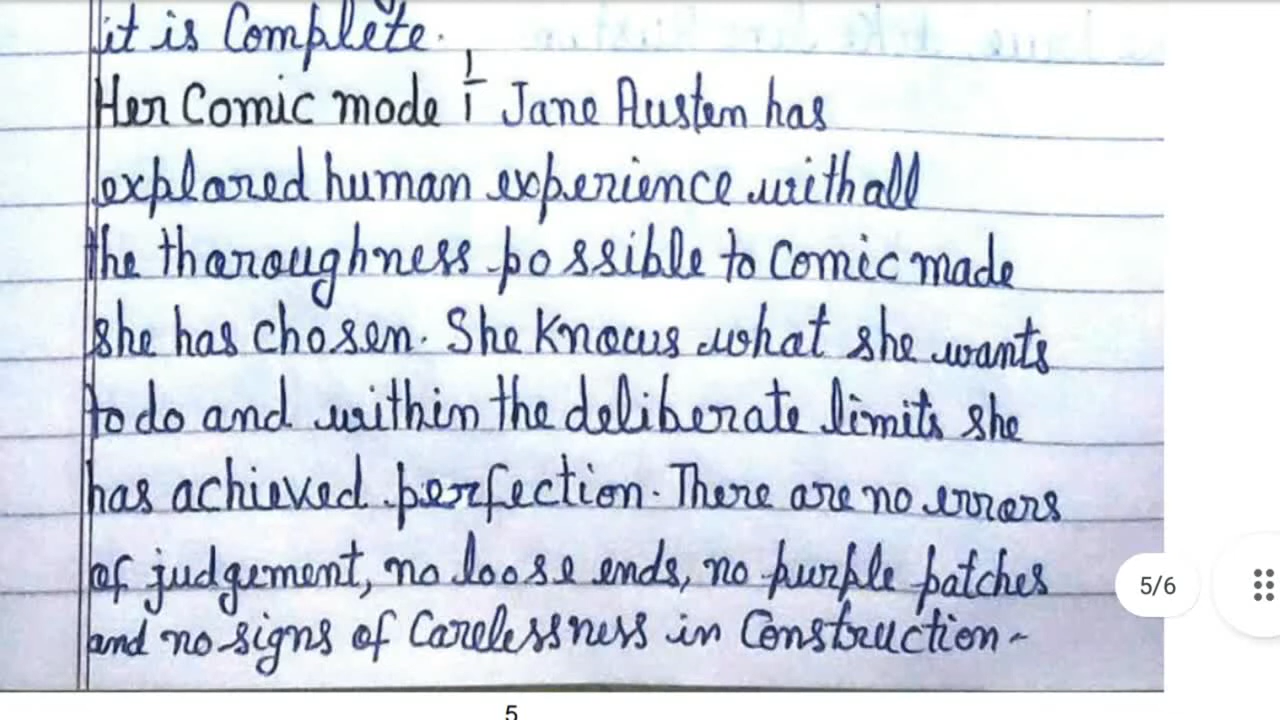 it is Complete.
Her Comic mode :- Jane Austen has
explored human experience with all
the thoroughness possible to comic mode
she has chosen. She Knows what she wants
to do and within the deliberate limits she
has achieved perfection. There are no errors
of judgement, no loose ends, no purple patches
and no signs of Carelessness in Construction -
5/6
5